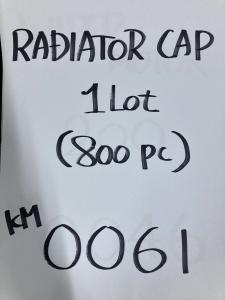 RADIATOR CAP
1 Lot
(800 pc)
KM
0061